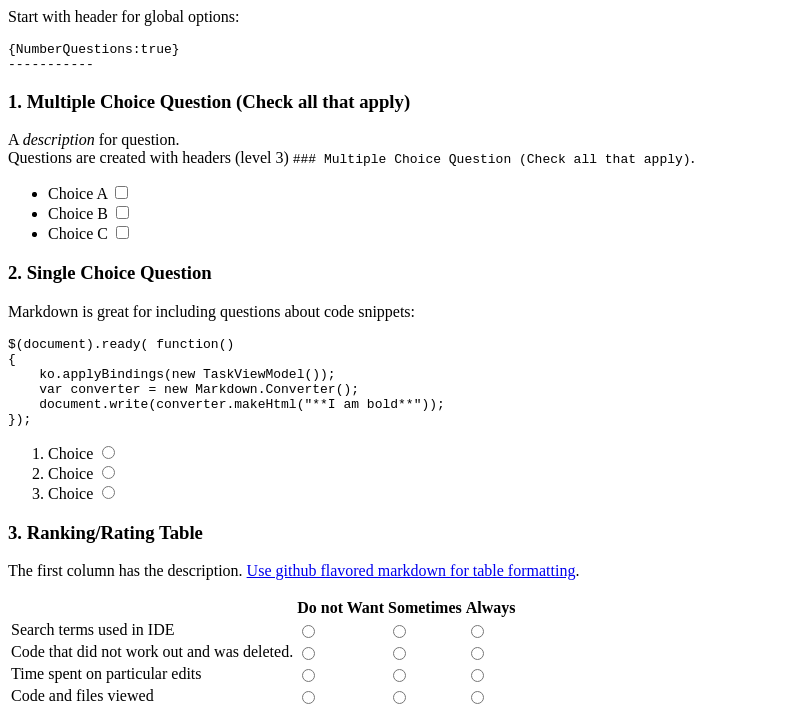 Start with header for global options:
{NumberQuestions:true}
-----------
1. Multiple Choice Question (Check all that apply)
A description for question.
Questions are created with headers (level 3) ### Multiple Choice Question (Check all that apply).
• Choice A
• Choice B
• Choice C
2. Single Choice Question
Markdown is great for including questions about code snippets:
$(document).ready( function()
{
    ko.applyBindings(new TaskViewModel());
    var converter = new Markdown.Converter();
    document.write(converter.makeHtml("**I am bold**"));
});
1. Choice
2. Choice
3. Choice
3. Ranking/Rating Table
The first column has the description. Use github flavored markdown for table formatting.
Do not Want Sometimes Always
Search terms used in IDE
Code that did not work out and was deleted.
Time spent on particular edits
Code and files viewed